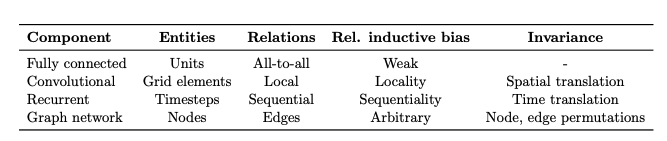 Component Entities Relations Rel. inductive bias Invariance
Fully connected Units All-to-all Weak -
Convolutional Grid elements Local Locality Spatial translation
Recurrent Timesteps Sequential Sequentiality Time translation
Graph network Nodes Edges Arbitrary Node, edge permutations